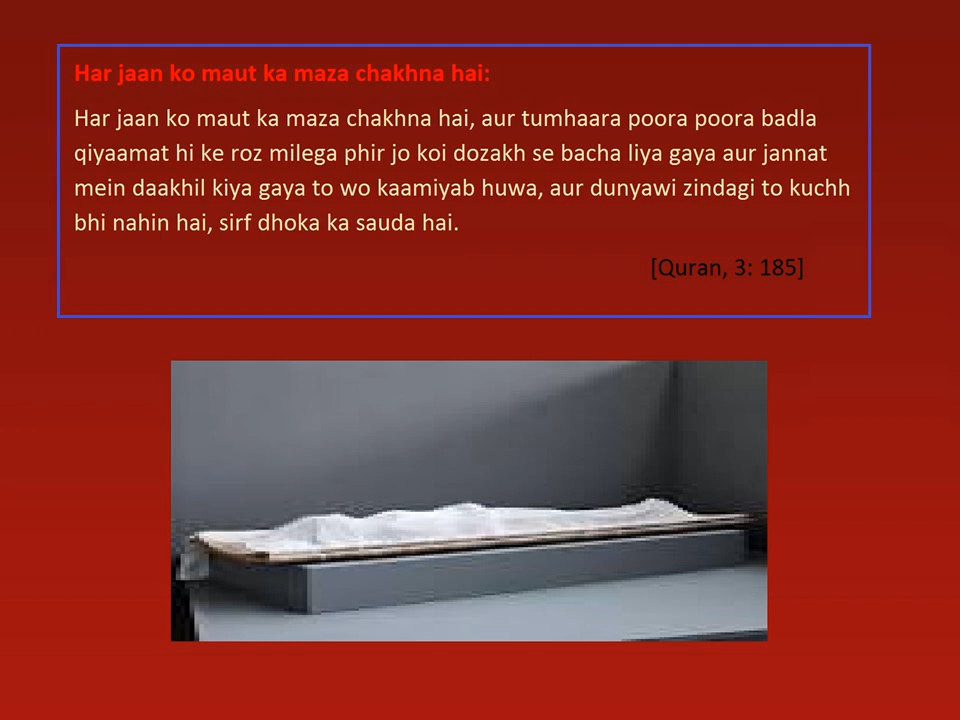 Har jaan ko maut ka maza chakhna hai:
Har jaan ko maut ka maza chakhna hai, aur tumhaara poora poora badla
qiyaamat hi ke roz milega phir jo koi dozakh se bacha liya gaya aur jannat
mein daakhil kiya gaya to wo kaamiyab huwa, aur dunyawi zindagi to kuchh
bhi nahin hai, sirf dhoka ka sauda hai.
[Quran, 3: 185]